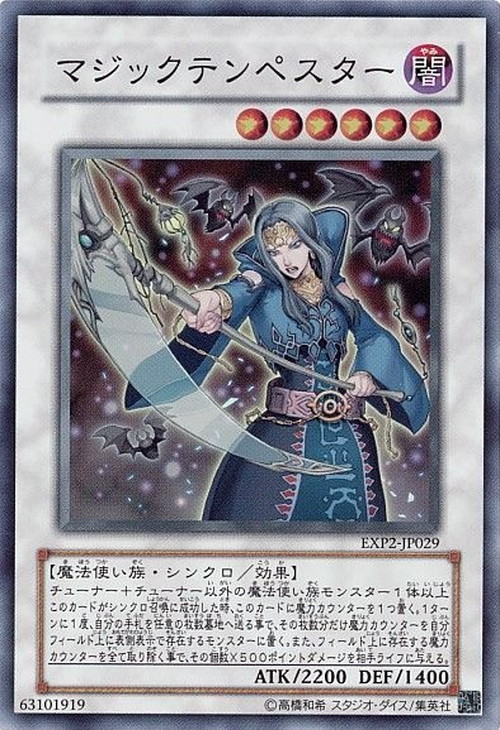 マジックテンペスター
闇
EXP2-JP029
【魔法使い族・シンクロ/効果】
チューナー+チューナー以外の魔法使い族モンスター1体以上
このカードがシンクロ召喚に成功した時、このカードに魔力カウンターを1つ置く。1ター
ンに1度、自分の手札を任意の枚数墓地へ送る事で、その枚数分だけ魔力カウンターを自分
フィールド上に表側表示で存在するモンスターに置く。また、フィールド上に存在する魔力
カウンターを全て取り除く事で、その個数×500ポイントダメージを相手ライフに与える。
ATK/2200 DEF/1400
63101919 ©高橋和希 スタジオ・ダイス/集英社